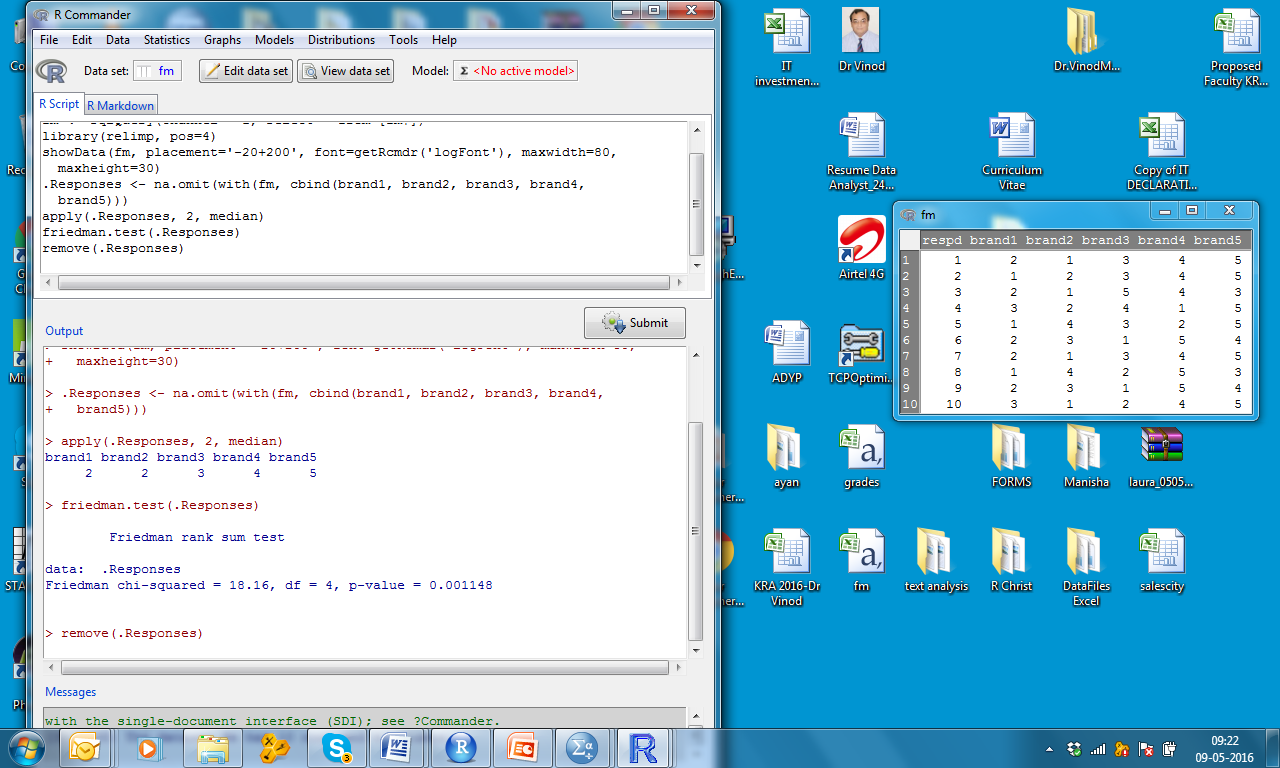 R Commander
File Edit Data Statistics Graphs Models Distributions Tools Help
Data set: fm Edit data set View data set Model: Σ <No active model>
R Script R Markdown
library(relimp, pos=4)
showData(fm, placement='-20+200', font=getRcmdr('logFont'), maxwidth=80,
maxheight=30)
.Responses <- na.omit(with(fm, cbind(brand1, brand2, brand3, brand4,
brand5)))
apply(.Responses, 2, median)
friedman.test(.Responses)
remove(.Responses)
Submit
Output
+ maxheight=30)
> .Responses <- na.omit(with(fm, cbind(brand1, brand2, brand3, brand4,
+ brand5)))
> apply(.Responses, 2, median)
brand1 brand2 brand3 brand4 brand5
2 2 3 4 5
> friedman.test(.Responses)
Friedman rank sum test
data: .Responses
Friedman chi-squared = 18.16, df = 4, p-value = 0.001148
> remove(.Responses)
Messages
with the single-document interface (SDI); see ?Commander.
IT
investmen...
Dr Vinod
Dr.VinodM...
Proposed
Faculty KR...
Resume Data
Analyst_24...
Curriculum
Vitae
Copy of IT
DECLARATI...
Airtel 4G
fm
respd brand1 brand2 brand3 brand4 brand5
1 1 2 1 3 4 5
2 2 1 2 3 4 5
3 3 2 1 5 4 3
4 4 3 2 4 1 5
5 5 1 4 3 2 5
6 6 2 3 1 5 4
7 7 2 1 3 4 5
8 8 1 4 2 5 3
9 9 2 3 1 5 4
10 10 3 1 2 4 5
ADYP
TCPOptimi...
ayan
grades
FORMS
Manisha
laura_0505...
KRA 2016-Dr
Vinod
fm
text analysis
R Christ
DataFiles
Excel
salescity
09:22
09-05-2016